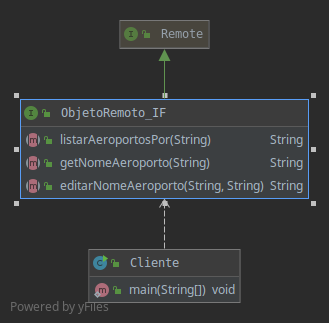 Remote
ObjetoRemoto_IF
listarAeroportosPor(String) String
getNomeAeroporto(String) String
editarNomeAeroporto(String, String) String
Cliente
main(String[]) void
Powered by yFiles